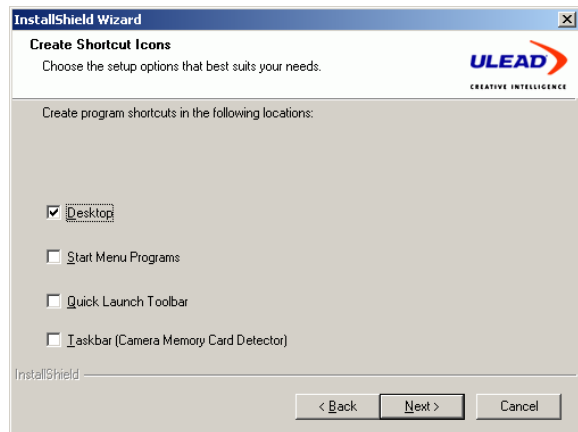 InstallShield Wizard
Create Shortcut Icons
Choose the setup options that best suits your needs.
ULEAD
CREATIVE INTELLIGENCE
Create program shortcuts in the following locations:
Desktop
Start Menu Programs
Quick Launch Toolbar
Taskbar (Camera Memory Card Detector)
InstallShield
< Back Next > Cancel